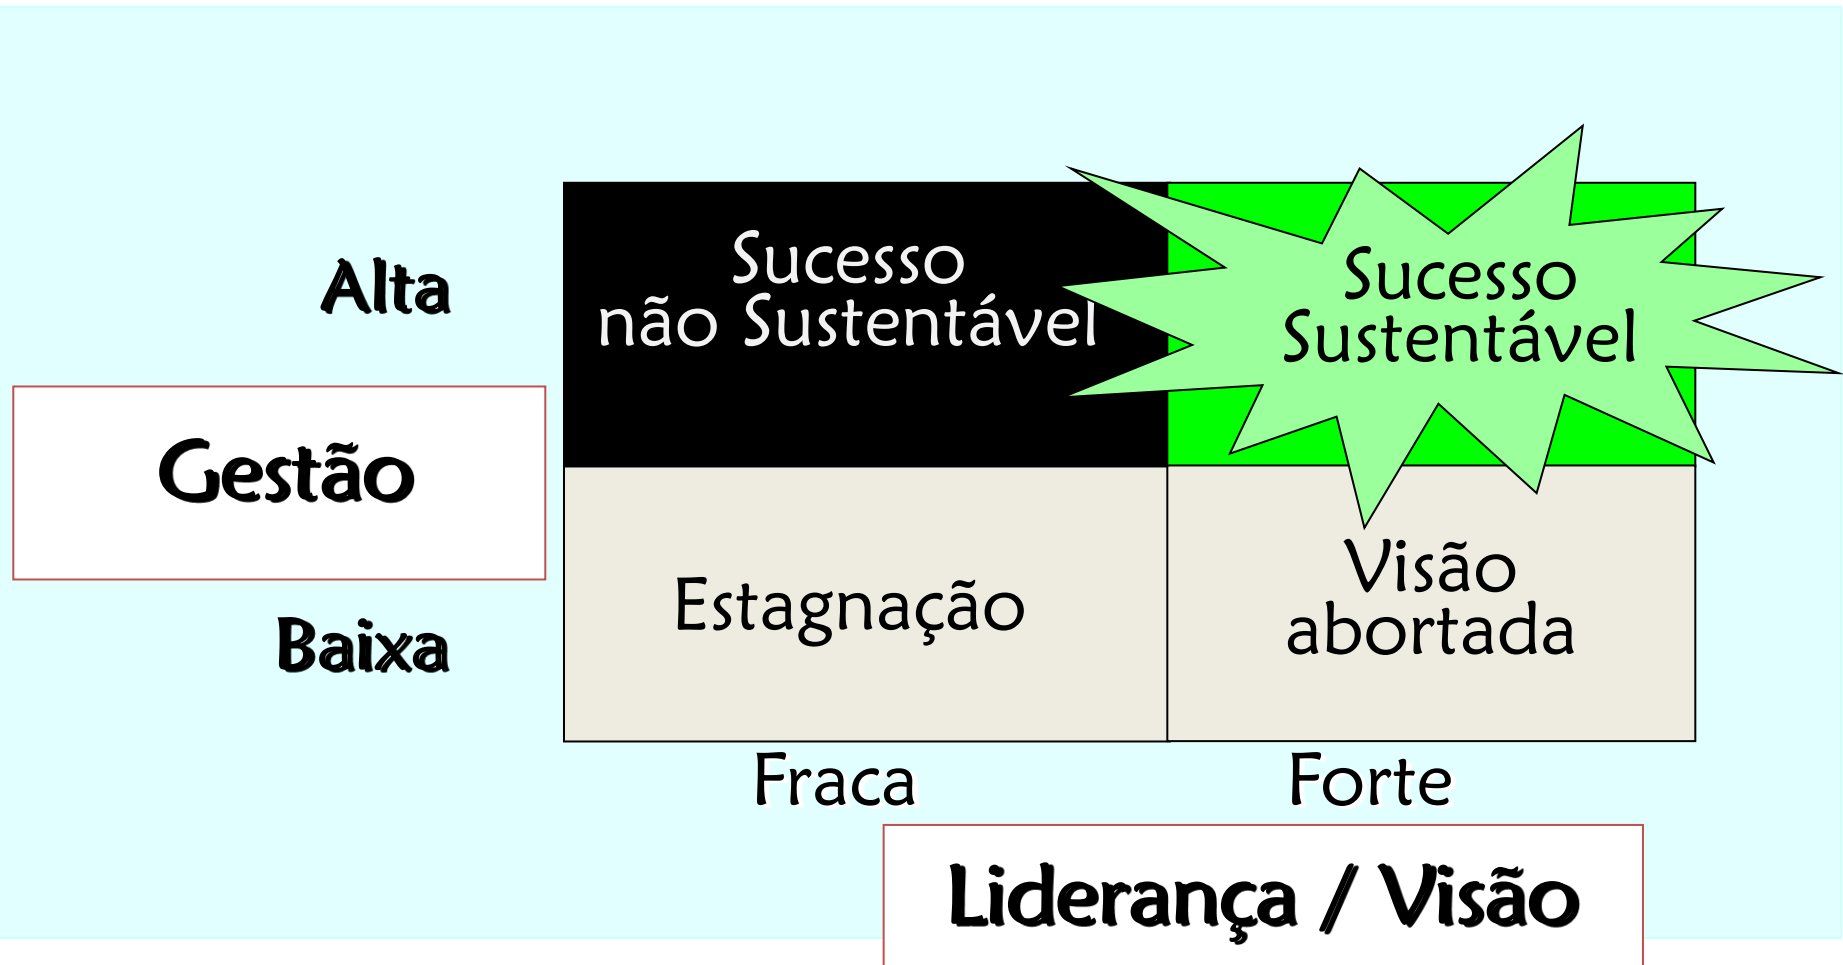 Sucesso
não Sustentável
Sucesso
Sustentável
Alta
Gestão
Estagnação
Visão
abortada
Baixa
Fraca
Forte
Liderança / Visão